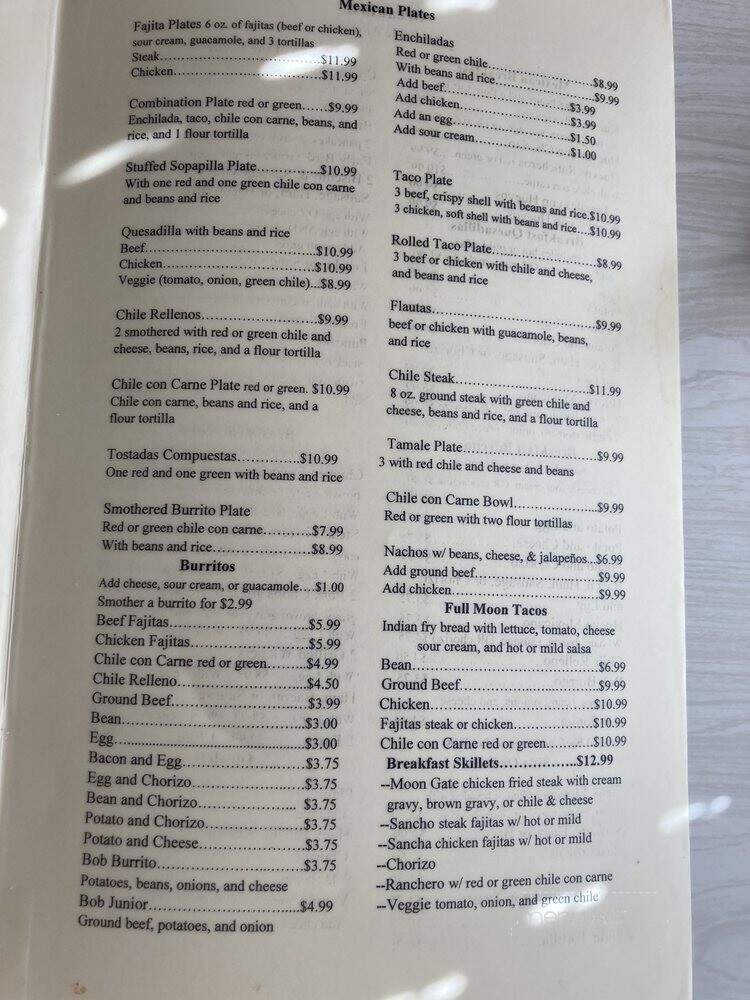 Mexican Plates
Fajita Plates 6 oz. of fajitas (beef or chicken),
sour cream, guacamole, and 3 tortillas
Steak.....................................$11.99
Chicken..................................$11.99
Combination Plate red or green......$9.99
Enchilada, taco, chile con carne, beans, and
rice, and 1 flour tortilla
Stuffed Sopapilla Plate...............$10.99
With one red and one green chile con carne
and beans and rice
Quesadilla with beans and rice
Beef.......................................$10.99
Chicken...................................$10.99
Veggie (tomato, onion, green chile)...$8.99
Chile Rellenos..........................$9.99
2 smothered with red or green chile and
cheese, beans, rice, and a flour tortilla
Chile con Carne Plate red or green. $10.99
Chile con carne, beans and rice, and a
flour tortilla
Tostadas Compuestas.............$10.99
One red and one green with beans and rice
Smothered Burrito Plate
Red or green chile con carne..........$7.99
With beans and rice.....................$8.99
Burritos
Add cheese, sour cream, or guacamole....$1.00
Smother a burrito for $2.99
Beef Fajitas.............................$5.99
Chicken Fajitas.........................$5.99
Chile con Carne red or green........$4.99
Chile Relleno...........................$4.50
Ground Beef............................$3.99
Bean......................................$3.00
Egg........................................$3.00
Bacon and Egg.........................$3.75
Egg and Chorizo.......................$3.75
Bean and Chorizo..................... $3.75
Potato and Chorizo....................$3.75
Potato and Cheese.....................$3.75
Bob Burrito.............................$3.75
Potatoes, beans, onions, and cheese
Bob Junior..............................$4.99
Ground beef, potatoes, and onion
Enchiladas
Red or green chile.......................$8.99
With beans and rice.....................$9.99
Add beef.................................$3.99
Add chicken.............................$3.99
Add an egg..............................$1.50
Add sour cream........................$1.00
Taco Plate
3 beef, crispy shell with beans and rice.$10.99
3 chicken, soft shell with beans and rice....$10.99
Rolled Taco Plate.......................$8.99
3 beef or chicken with chile and cheese,
and beans and rice
Flautas....................................$9.99
beef or chicken with guacamole, beans,
and rice
Chile Steak..............................$11.99
8 oz. ground steak with green chile and
cheese, beans and rice, and a flour tortilla
Tamale Plate............................$9.99
3 with red chile and cheese and beans
Chile con Carne Bowl..................$9.99
Red or green with two flour tortillas
Nachos w/ beans, cheese, & jalapeños...$6.99
Add ground beef.........................$9.99
Add chicken..............................$9.99
Full Moon Tacos
Indian fry bread with lettuce, tomato, cheese
sour cream, and hot or mild salsa
Bean.......................................$6.99
Ground Beef.............................$9.99
Chicken..................................$10.99
Fajitas steak or chicken...............$10.99
Chile Con Carne red or green.........$10.99
Breakfast Skillets.................$12.99
--Moon Gate chicken fried steak with cream
gravy, brown gravy, or chile & cheese
--Sancho steak fajitas w/ hot or mild
--Sancha chicken fajitas w/ hot or mild
--Chorizo
--Ranchero w/ red or green chile con carne
--Veggie tomato, onion, and green chile